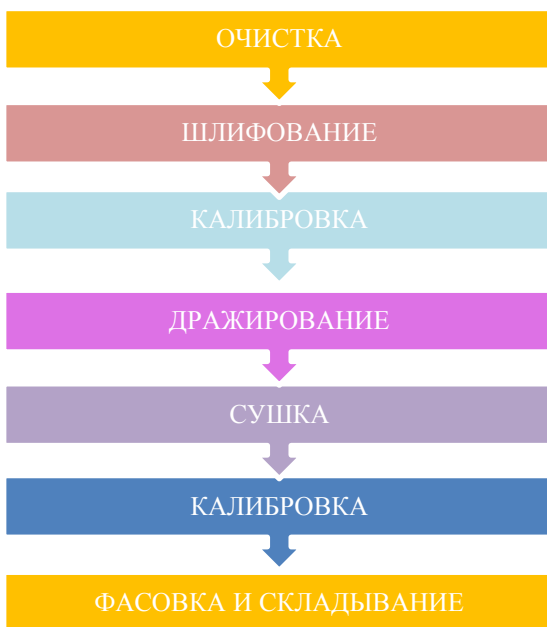 ОЧИСТКА
ШЛИФОВАНИЕ
КАЛИБРОВКА
ДРАЖИРОВАНИЕ
СУШКА
КАЛИБРОВКА
ФАСОВКА И СКЛАДЫВАНИЕ